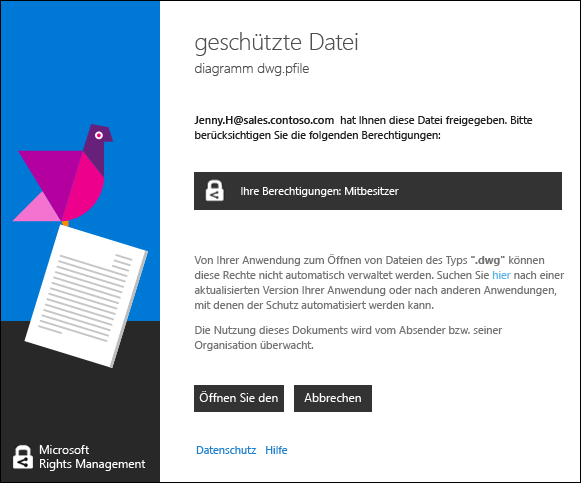 geschützte Datei
diagramm dwg.pfile
Jenny.H@sales.contoso.com hat Ihnen diese Datei freigegeben. Bitte
berücksichtigen Sie die folgenden Berechtigungen:
Ihre Berechtigungen: Mitbesitzer
Von Ihrer Anwendung zum Öffnen von Dateien des Typs ".dwg" können
diese Rechte nicht automatisch verwaltet werden. Suchen Sie hier nach einer
aktualisierten Version Ihrer Anwendung oder nach anderen Anwendungen,
mit denen der Schutz automatisiert werden kann.
Die Nutzung dieses Dokuments wird vom Absender bzw. seiner
Organisation überwacht.
Öffnen Sie den
Abbrechen
Datenschutz Hilfe
Microsoft
Rights Management